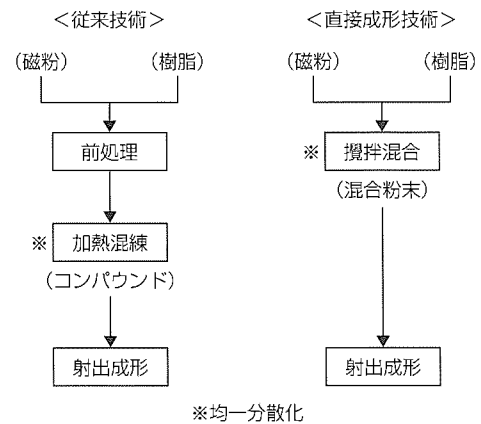 <従来技術>
(磁粉) (樹脂)
前処理
※ 加熱混練
(コンパウンド)
射出成形
<直接成形技術>
(磁粉) (樹脂)
※ 攪拌混合
(混合粉末)
射出成形
※均一分散化